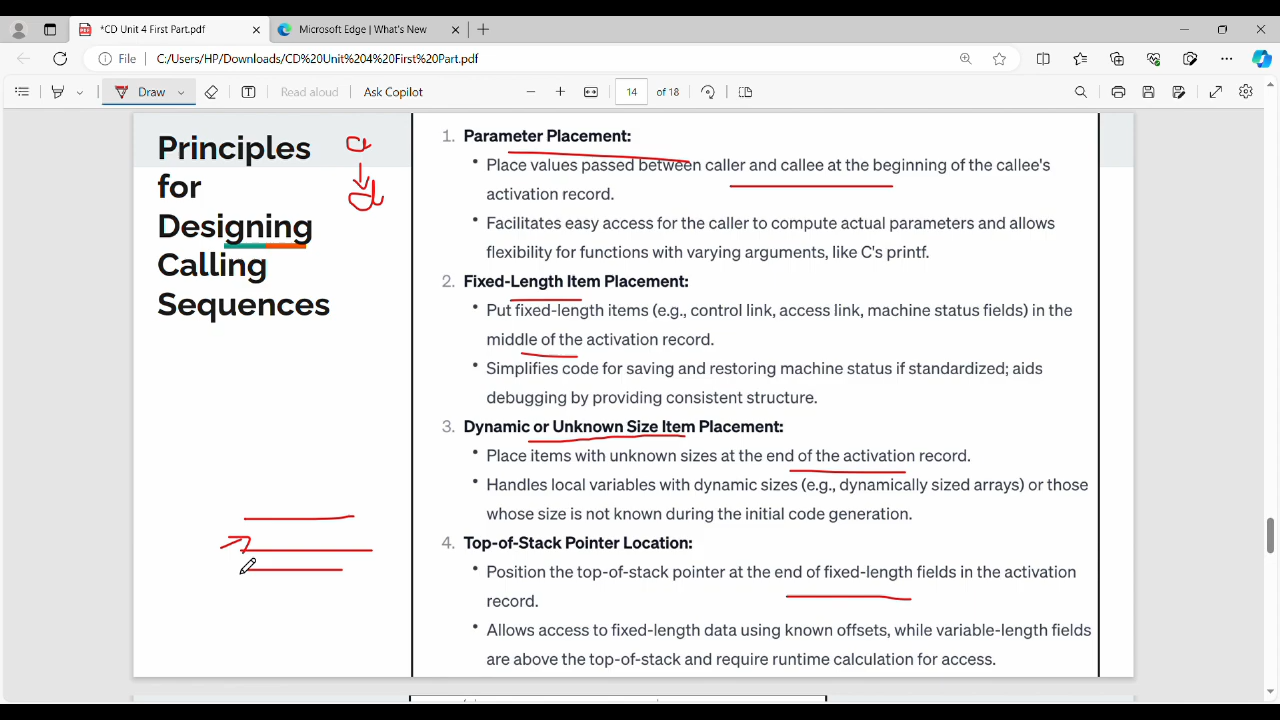 *CD Unit 4 First Part.pdf
Microsoft Edge | What's New
File
C:/Users/HP/Downloads/CD%20Unit%204%20First%20Part.pdf
Draw
Read aloud
Ask Copilot
14 of 18
Principles
for
Designing
Calling
Sequences
1. Parameter Placement:
• Place values passed between caller and callee at the beginning of the callee's
activation record.
• Facilitates easy access for the caller to compute actual parameters and allows
flexibility for functions with varying arguments, like C's printf.
2. Fixed-Length Item Placement:
• Put fixed-length items (e.g., control link, access link, machine status fields) in the
middle of the activation record.
• Simplifies code for saving and restoring machine status if standardized; aids
debugging by providing consistent structure.
3. Dynamic or Unknown Size Item Placement:
• Place items with unknown sizes at the end of the activation record.
• Handles local variables with dynamic sizes (e.g., dynamically sized arrays) or those
whose size is not known during the initial code generation.
4. Top-of-Stack Pointer Location:
• Position the top-of-stack pointer at the end of fixed-length fields in the activation
record.
• Allows access to fixed-length data using known offsets, while variable-length fields
are above the top-of-stack and require runtime calculation for access.